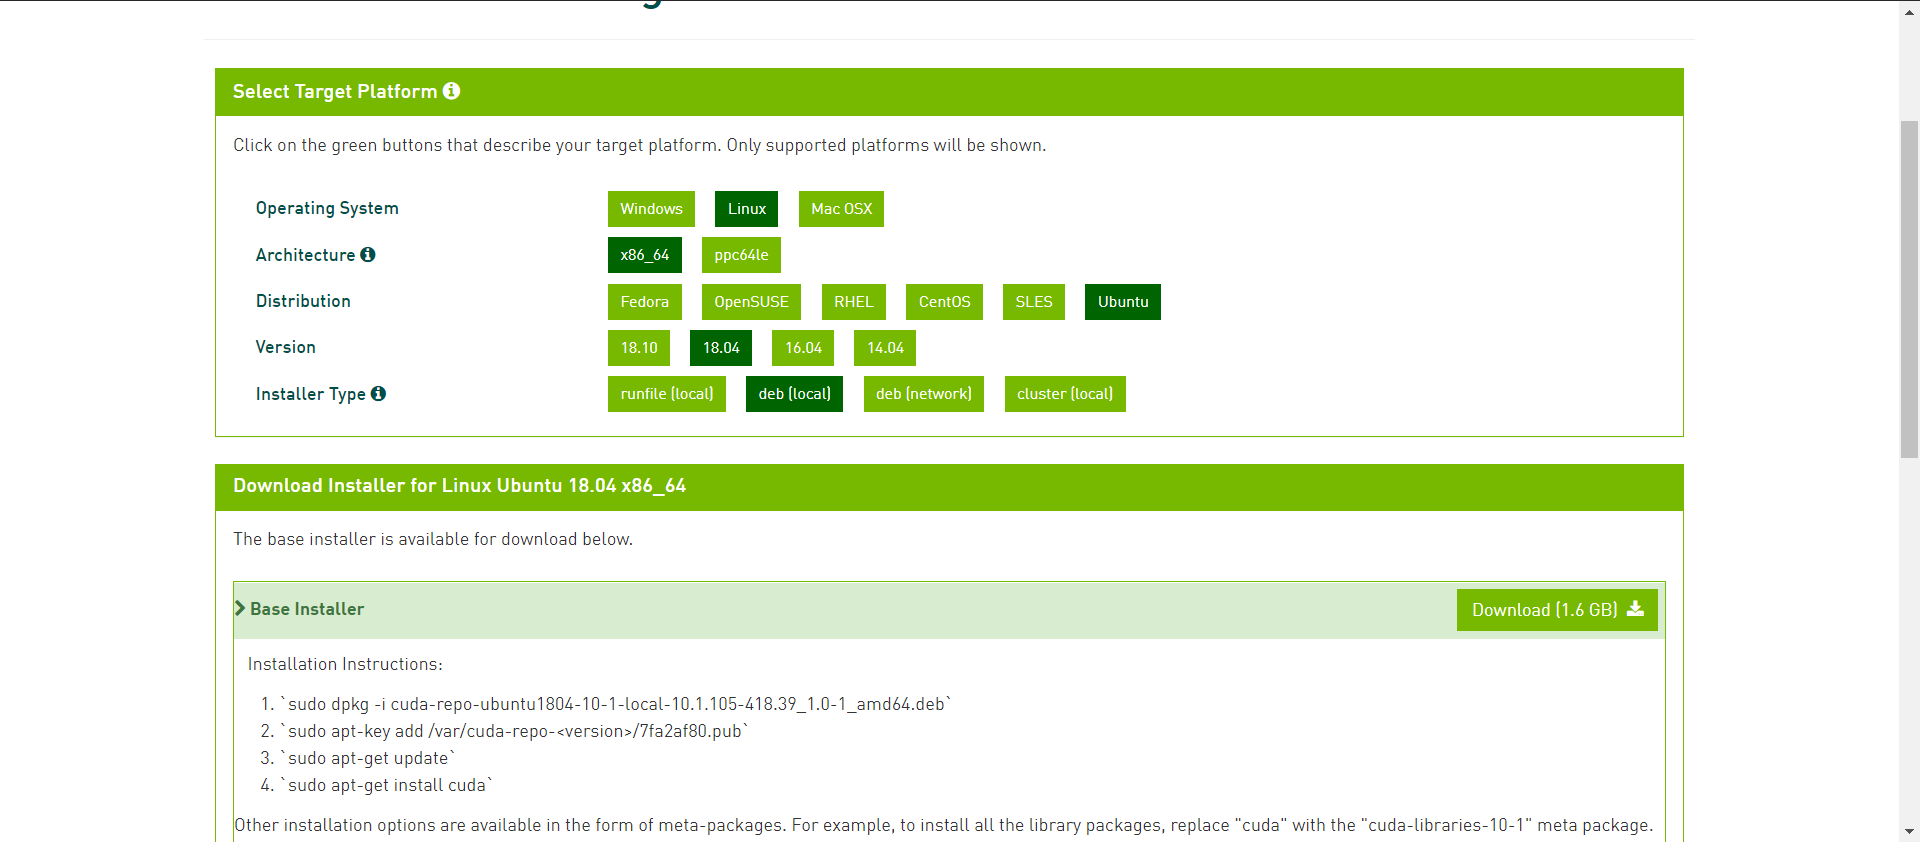 Select Target Platform
Click on the green buttons that describe your target platform. Only supported platforms will be shown.
Operating System Windows Linux Mac OSX
Architecture x86_64 ppc64le
Distribution Fedora OpenSUSE RHEL CentOS SLES Ubuntu
Version 18.10 18.04 16.04 14.04
Installer Type runfile (local) deb (local) deb (network) cluster (local)
Download Installer for Linux Ubuntu 18.04 x86_64
The base installer is available for download below.
Base Installer Download (1.6 GB)
Installation Instructions:
1. `sudo dpkg -i cuda-repo-ubuntu1804-10-1-local-10.1.105-418.39_1.0-1_amd64.deb`
2. `sudo apt-key add /var/cuda-repo-<version>/7fa2af80.pub`
3. `sudo apt-get update`
4. `sudo apt-get install cuda`
Other installation options are available in the form of meta-packages. For example, to install all the library packages, replace "cuda" with the "cuda-libraries-10-1" meta package.